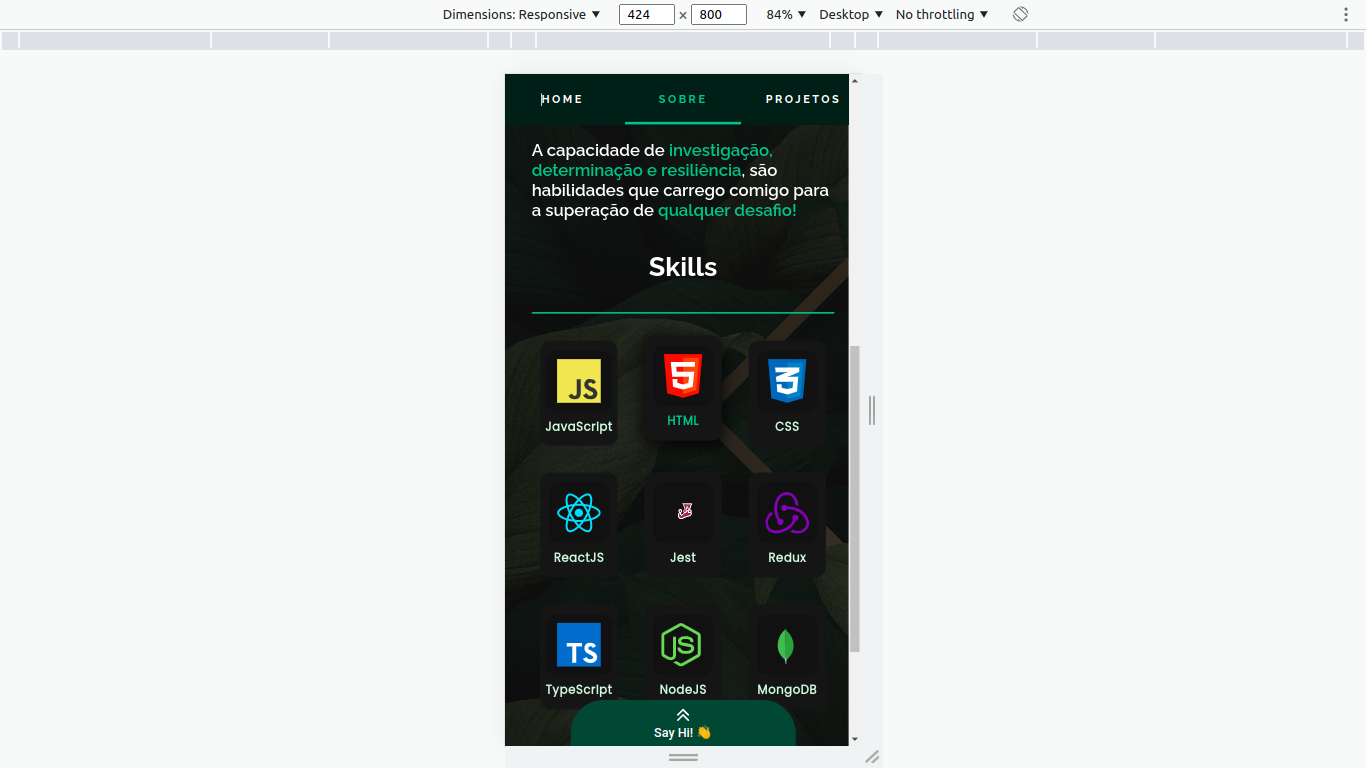 Dimensions: Responsive ▼ 424 × 800 84% ▼ Desktop ▼ No throttling ▼
HOME SOBRE PROJETOS
A capacidade de investigação,
determinação e resiliência, são
habilidades que carrego comigo para
a superação de qualquer desafio!
Skills
JS
JavaScript HTML CSS
ReactJS Jest Redux
TS JS
TypeScript NodeJS MongoDB
Say Hi! 👏